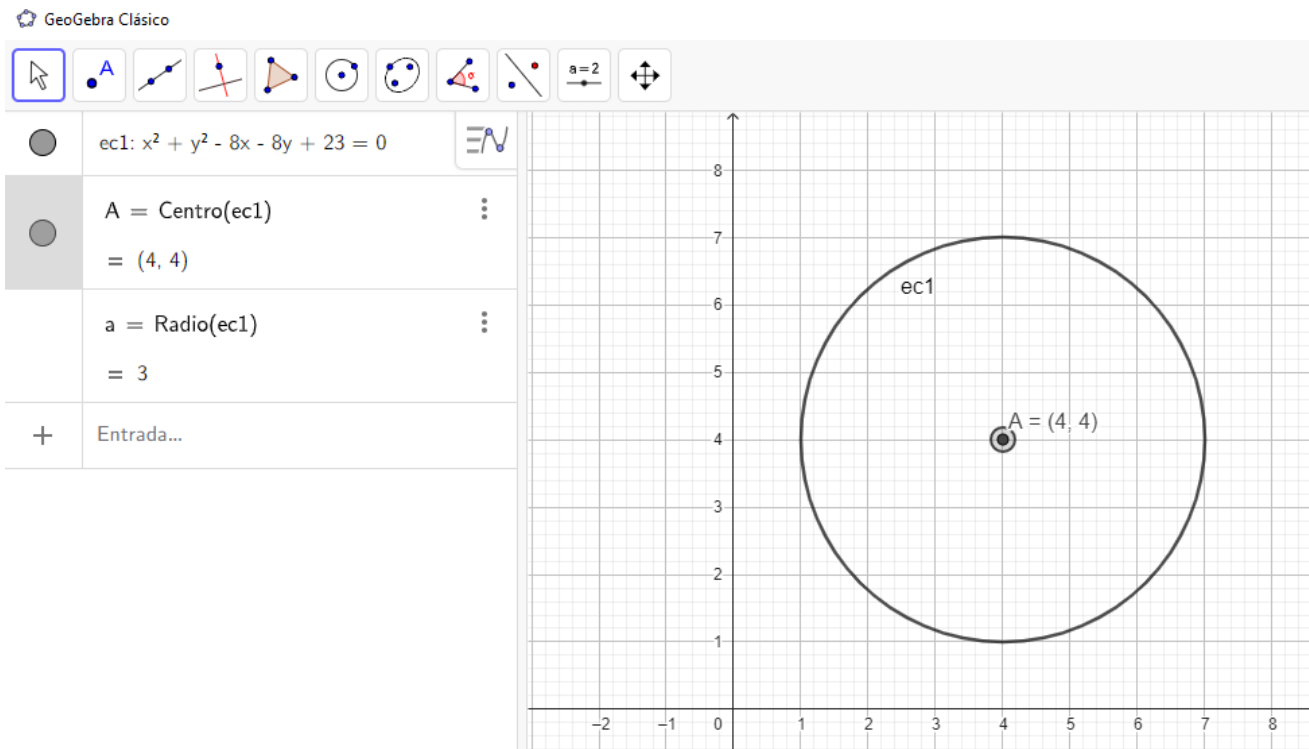 GeoGebra Clásico
A
a=2
ec1: x² + y² - 8x - 8y + 23 = 0
A = Centro(ec1)
= (4, 4)
a = Radio(ec1)
= 3
+ Entrada...
8
7
ec1
6
5
A = (4, 4)
4
3
2
1
–2 –1 0 1 2 3 4 5 6 7 8